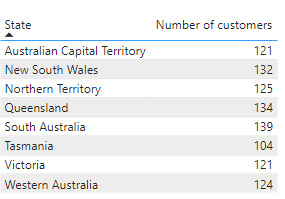 State Number of customers
Australian Capital Territory 121
New South Wales 132
Northern Territory 125
Queensland 134
South Australia 139
Tasmania 104
Victoria 121
Western Australia 124